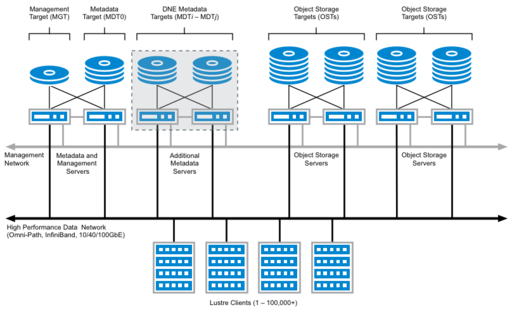 Management
Target (MGT)
Metadata
Target (MDT0)
DNE Metadata
Targets (MDTi – MDTj)
Object Storage
Targets (OSTs)
Object Storage
Targets (OSTs)
Management
Network
Metadata and
Management
Servers
Additional
Metadata
Servers
Object Storage
Servers
Object Storage
Servers
High Performance Data Network
(Omni-Path, InfiniBand, 10/40/100GbE)
Lustre Clients (1 – 100,000+)